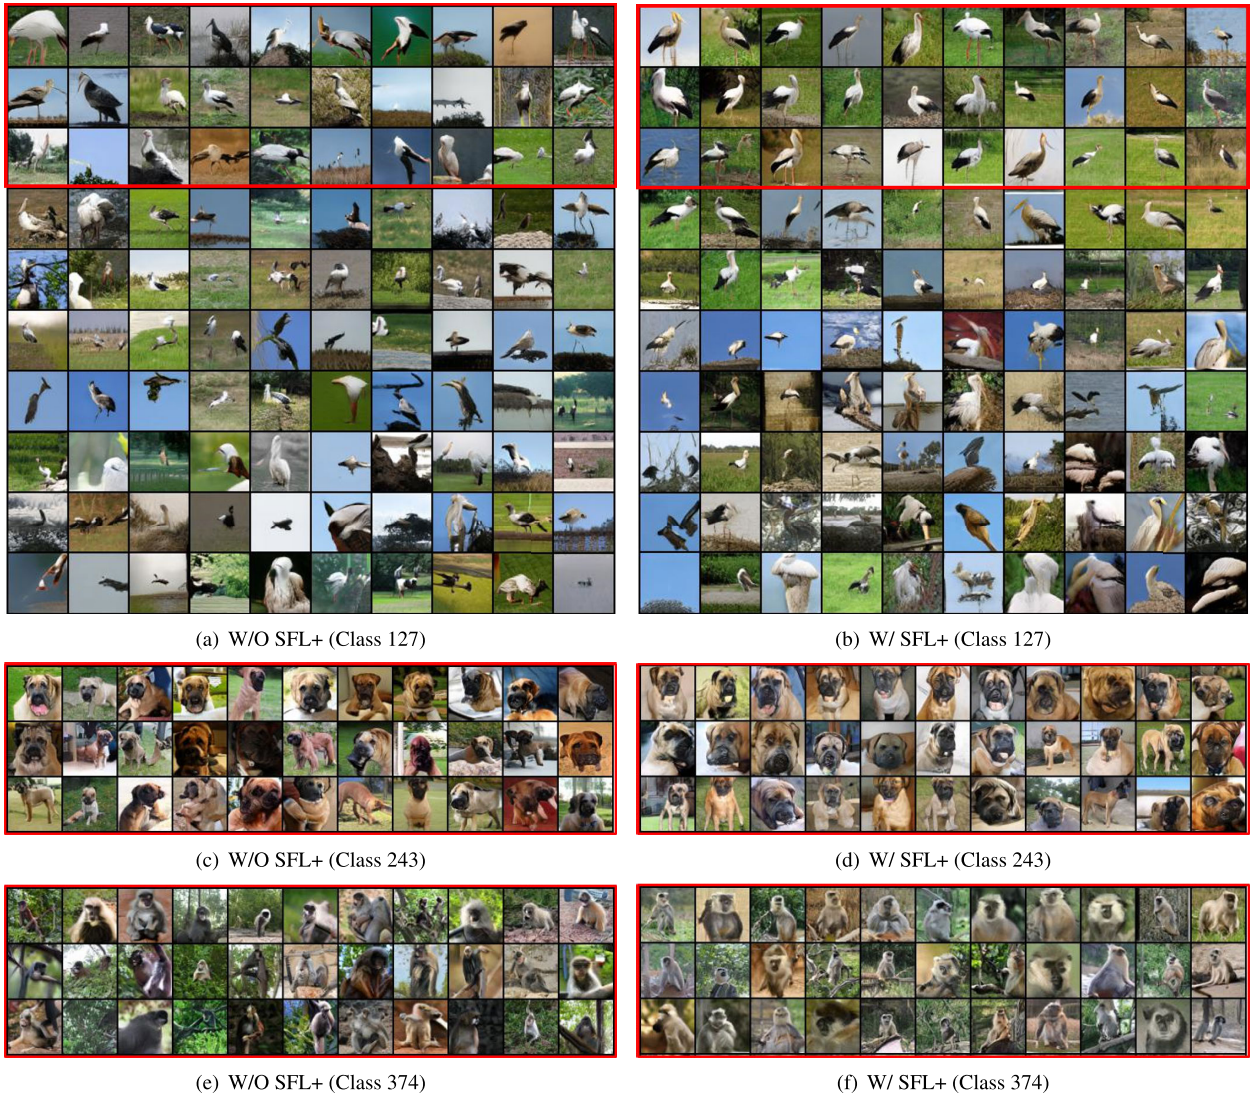 (a) W/O SFL+ (Class 127)
(b) W/ SFL+ (Class 127)
(c) W/O SFL+ (Class 243)
(d) W/ SFL+ (Class 243)
(e) W/O SFL+ (Class 374)
(f) W/ SFL+ (Class 374)